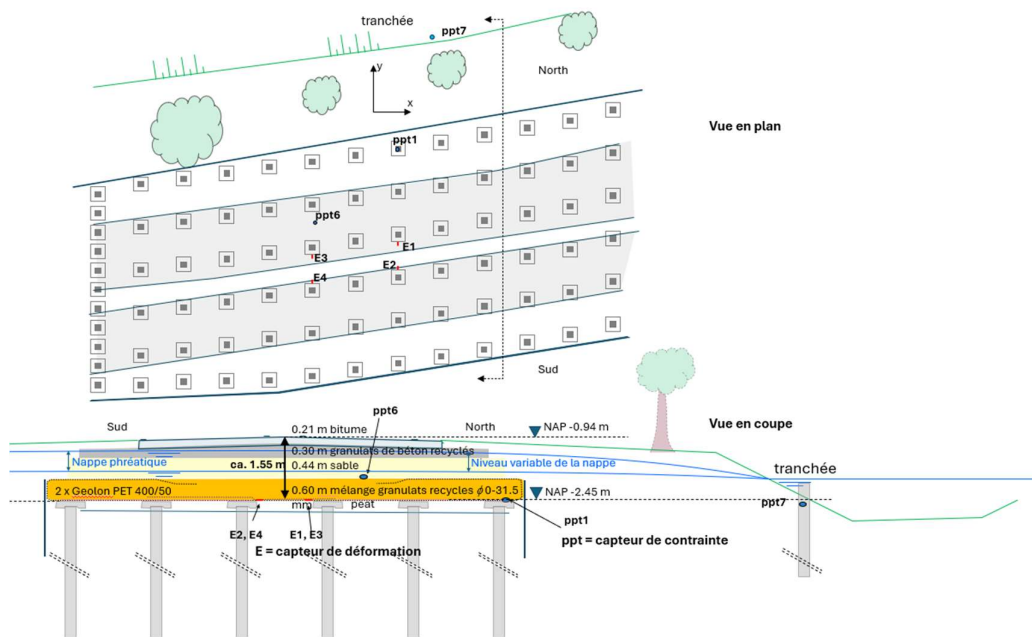 tranchée
ppt7
North
y
x
ppt1
Vue en plan
ppt6
E1
E3
E2
E4
Sud
ppt6
Vue en coupe
Sud
0.21 m bitume
North
NAP -0.94 m
0.30 m granulats de béton recyclés
Nappe phréatique
ca. 1.55 m
0.44 m sable
Niveau variable de la nappe
tranchée
2 x Geolon PET 400/50
0.60 m mélange granulats recycles ϕ 0-31.5
mm
peat
NAP -2.45 m
ppt7
ppt1
E2, E4
E1, E3
ppt = capteur de contrainte
E = capteur de déformation